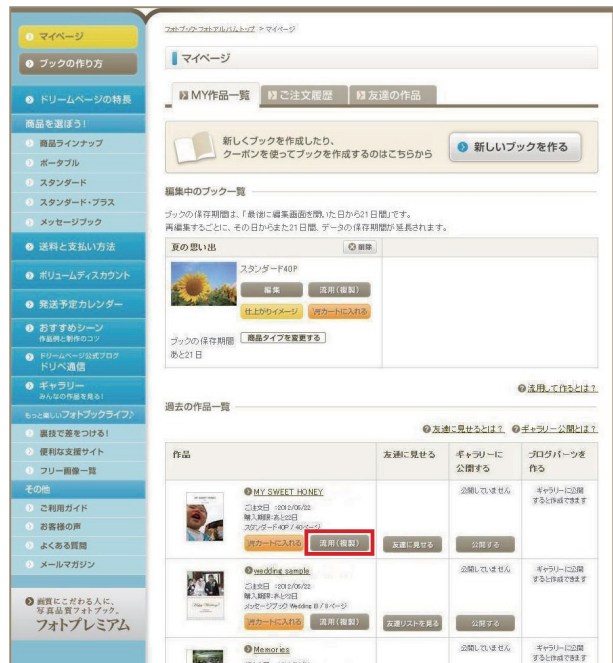 マイページ
ブックの作り方
ドリームページの特長
商品を選ぼう!
商品ラインナップ
ポータブル
スタンダード
スタンダード・プラス
メッセージブック
送料と支払い方法
ボリュームディスカウント
発送予定カレンダー
おすすめシーン
作品例と制作のコツ
ドリームページ公式ブログ
ドリペ通信
ギャラリー
みんなの作品を見る!
もっと楽しいフォトブックライフ♪
裏技で差をつける!
便利な支援サイト
フリー画像一覧
その他
ご利用ガイド
お客様の声
よくある質問
メールマガジン
画質にこだわる人に、
写真品質フォトブック。
フォトプレミアム
フォトブック・フォトアルバムトップ > マイページ
マイページ
MY作品一覧 ご注文履歴 友達の作品
新しくブックを作成したり、
クーポンを使ってブックを作成するのはこちらから
新しいブックを作る
編集中のブック一覧
ブックの保存期間は、「最後に編集画面を開いた日から21日間」です。
再編集するごとに、その日からまた21日間、データの保存期間が延長されます。
夏の思い出 削除
スタンダード40P
編集 流用(複製)
仕上がりイメージ カートに入れる
ブックの保存期間 商品タイプを変更する
あと21日
流用して作るとは?
過去の作品一覧
友達に見せるとは? ギャラリー公開とは?
作品 友達に見せる ギャラリーに公開する ブログパーツを作る
MY SWEET HONEY
ご注文日 :2012/06/22
購入期限:あと22日
スタンダード40P / 40ページ
カートに入れる 流用(複製) 友達に見せる
公開していません
公開する
ギャラリーに公開
すると作成できます
wedding sample
ご注文日 :2012/06/22
購入期限:あと22日
メッセージブック Wedding B / 8ページ
カートに入れる 流用(複製) 友達リストを見る
公開していません
公開する
ギャラリーに公開
すると作成できます
Memories
公開していません
ギャラリーに公開
すると作成できます